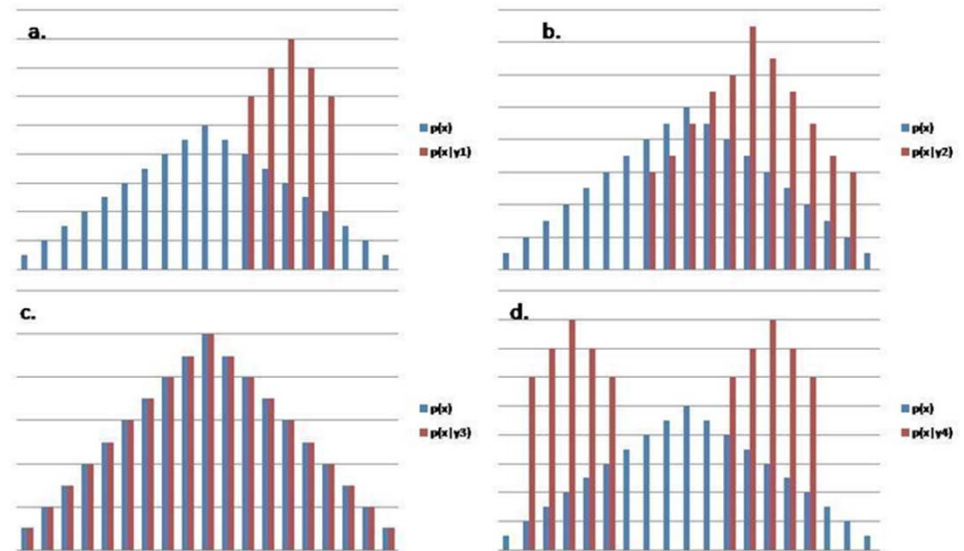 a.
p(x)
p(x|y1)
b.
p(x)
p(x|y2)
c.
p(x)
p(x|y3)
d.
p(x)
p(x|y4)